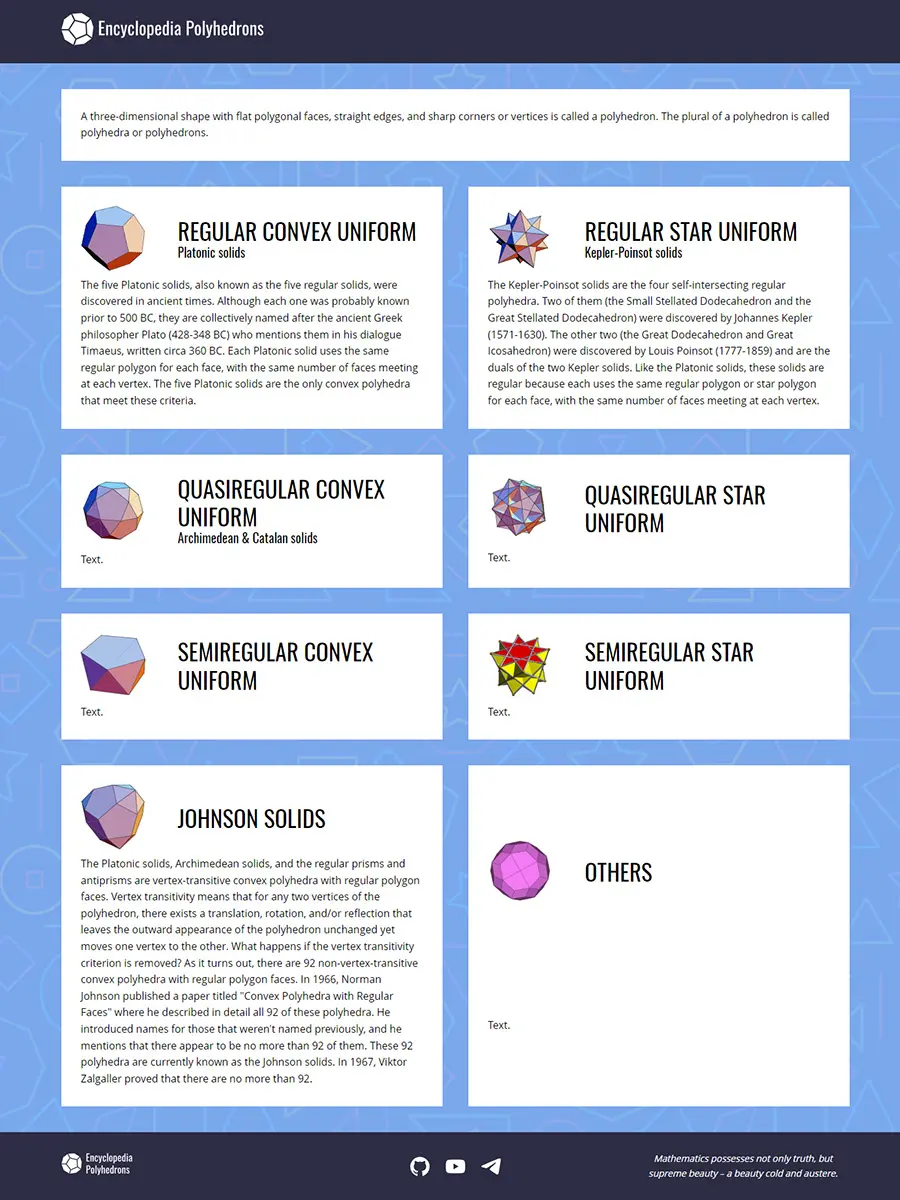 Encyclopedia Polyhedrons
A three-dimensional shape with flat polygonal faces, straight edges, and sharp corners or vertices is called a polyhedron. The plural of a polyhedron is called
polyhedra or polyhedrons.
REGULAR CONVEX UNIFORM
Platonic solids
The five Platonic solids, also known as the five regular solids, were
discovered in ancient times. Although each one was probably known
prior to 500 BC, they are collectively named after the ancient Greek
philosopher Plato (428-348 BC) who mentions them in his dialogue
Timaeus, written circa 360 BC. Each Platonic solid uses the same
regular polygon for each face, with the same number of faces meeting
at each vertex. The five Platonic solids are the only convex polyhedra
that meet these criteria.
REGULAR STAR UNIFORM
Kepler-Poinsot solids
The Kepler-Poinsot solids are the four self-intersecting regular
polyhedra. Two of them (the Small Stellated Dodecahedron and the
Great Stellated Dodecahedron) were discovered by Johannes Kepler
(1571-1630). The other two (the Great Dodecahedron and Great
Icosahedron) were discovered by Louis Poinsot (1777-1859) and are the
duals of the two Kepler solids. Like the Platonic solids, these solids are
regular because each uses the same regular polygon or star polygon
for each face, with the same number of faces meeting at each vertex.
QUASIREGULAR CONVEX
UNIFORM
Archimedean & Catalan solids
Text.
QUASIREGULAR STAR
UNIFORM
Text.
SEMIREGULAR CONVEX
UNIFORM
Text.
SEMIREGULAR STAR
UNIFORM
Text.
JOHNSON SOLIDS
The Platonic solids, Archimedean solids, and the regular prisms and
antiprisms are vertex-transitive convex polyhedra with regular polygon
faces. Vertex transitivity means that for any two vertices of the
polyhedron, there exists a translation, rotation, and/or reflection that
leaves the outward appearance of the polyhedron unchanged yet
moves one vertex to the other. What happens if the vertex transitivity
criterion is removed? As it turns out, there are 92 non-vertex-transitive
convex polyhedra with regular polygon faces. In 1966, Norman
Johnson published a paper titled "Convex Polyhedra with Regular
Faces" where he described in detail all 92 of these polyhedra. He
introduced names for those that weren't named previously, and he
mentions that there appear to be no more than 92 of them. These 92
polyhedra are currently known as the Johnson solids. In 1967, Viktor
Zalgaller proved that there are no more than 92.
OTHERS
Text.
Encyclopedia
Polyhedrons
Mathematics possesses not only truth, but
supreme beauty – a beauty cold and austere.